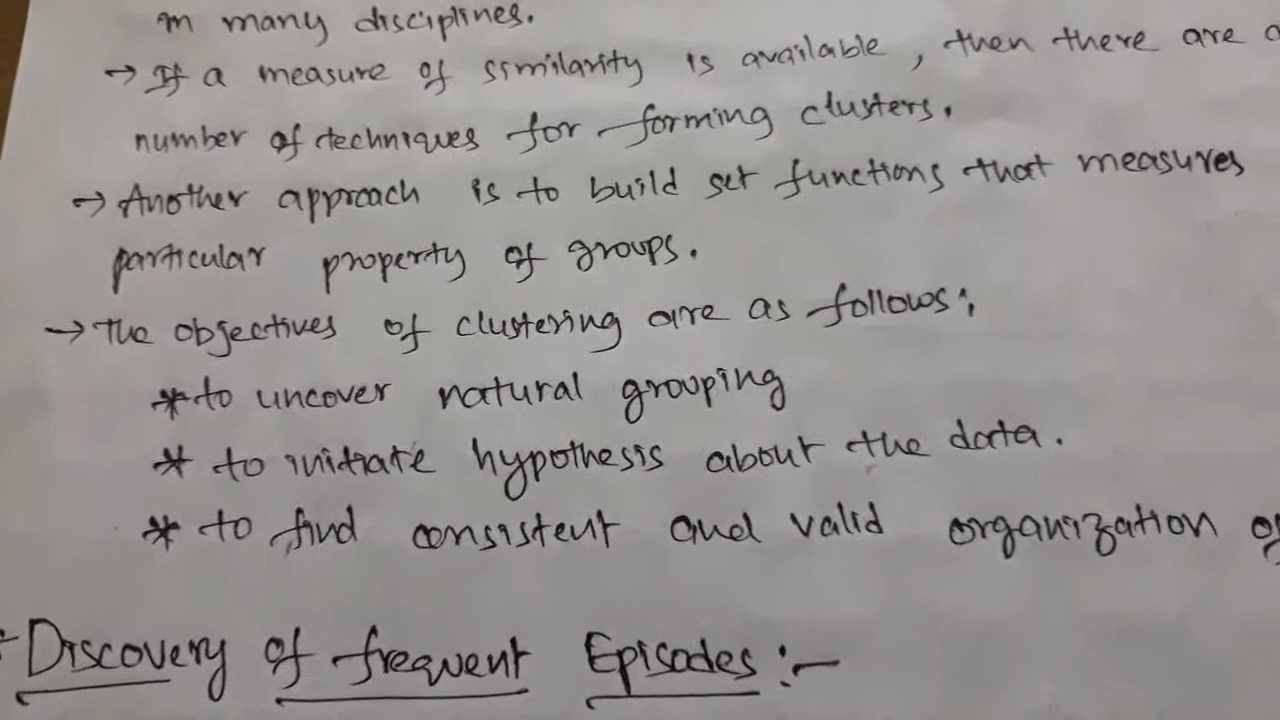 in many disciplines.
→ If a measure of similarity is available, then there are a
number of techniques for forming clusters.
→ Another approach is to build set functions that measures
particular property of groups.
→ The objectives of clustering are as follows;
* to uncover natural grouping
* to initiate hypothesis about the data.
* to find consistent and valid organization of
Discovery of frequent Episodes :-